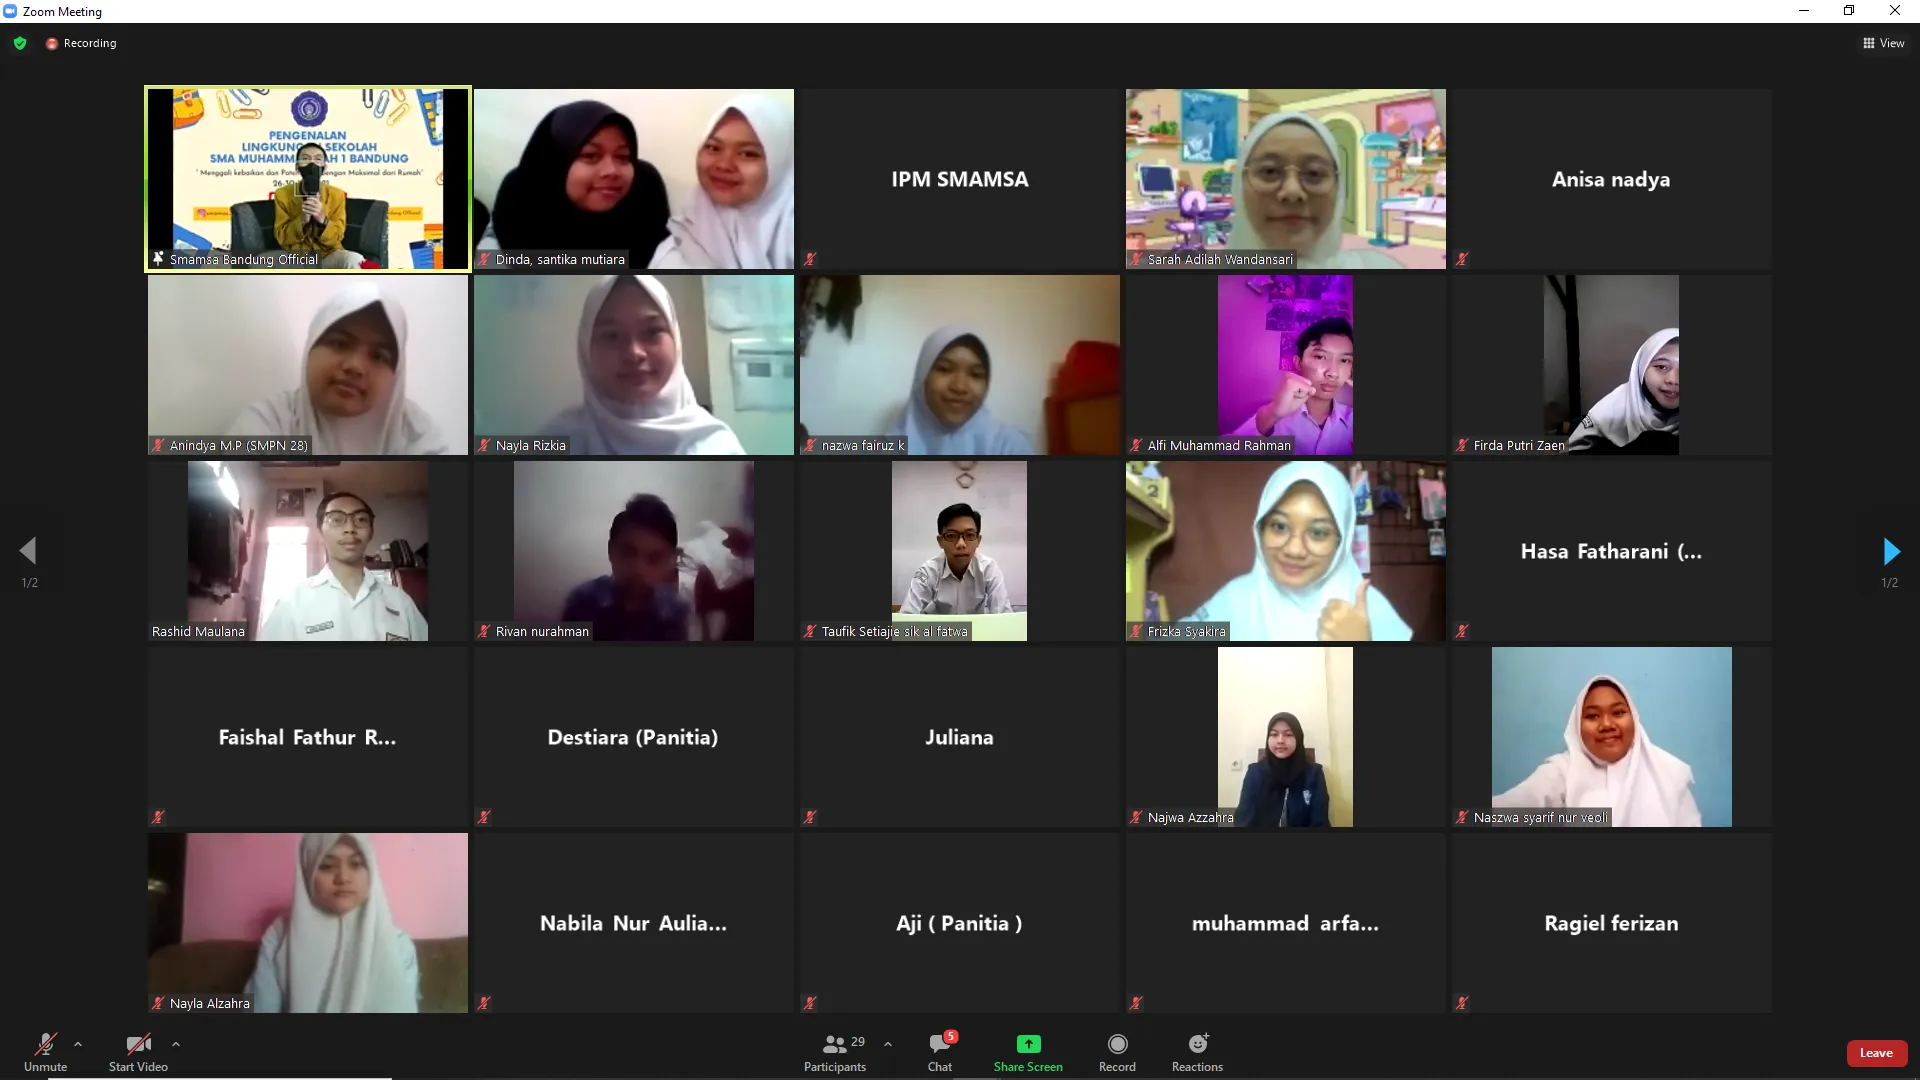 Zoom Meeting
Recording
View
PENGENALAN
SEKOLAH
SMA 1 BANDUNG
Smamsa Bandung Official
Dinda, santika mutiara
IPM SMAMSA
Sarah Adilah Wandansari
Anisa nadya
Anindya M.P (SMPN 28)
Nayla Rizkia
nazwa fairuz k
Alfi Muhammad Rahman
Firda Putri Zaen
Rashid Maulana
Rivan nurahman
Taufik Setiajie sik al fatwa
Frizka Syakira
Hasa Fatharani (...
1/2
1/2
Faishal Fathur R...
Destiara (Panitia)
Juliana
Najwa Azzahra
Naszwa syarif nur veoli
Nayla Alzahra
Nabila Nur Aulia...
Aji ( Panitia )
muhammad arfa...
Ragiel ferizan
Unmute
Start Video
29
Participants
5
Chat
Share Screen
Record
Reactions
Leave